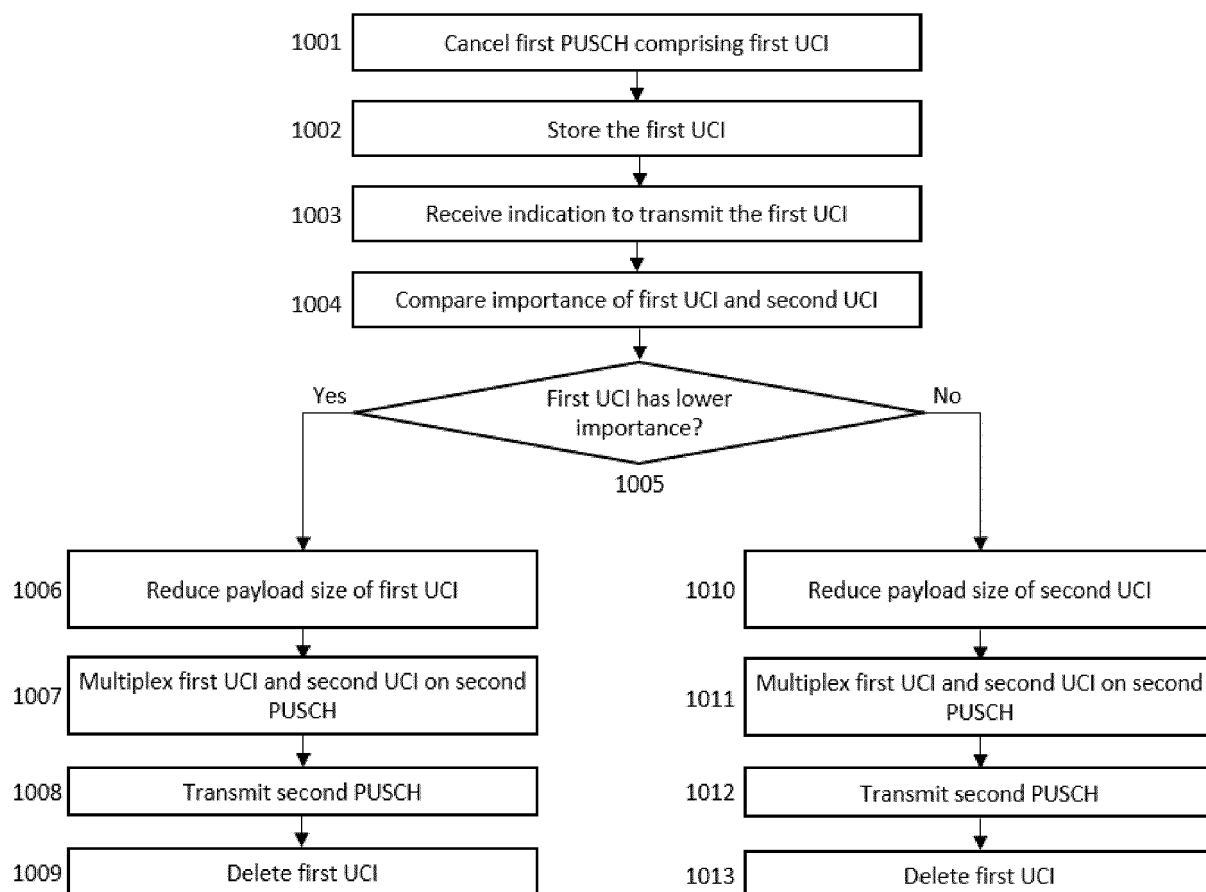 1001 Cancel first PUSCH comprising first UCI
1002 Store the first UCI
1003 Receive indication to transmit the first UCI
1004 Compare importance of first UCI and second UCI
Yes
First UCI has lower
importance?
No
1005
1006 Reduce payload size of first UCI
1007 Multiplex first UCI and second UCI on second
PUSCH
1008 Transmit second PUSCH
1009 Delete first UCI
1010 Reduce payload size of second UCI
1011 Multiplex first UCI and second UCI on second
PUSCH
1012 Transmit second PUSCH
1013 Delete first UCI